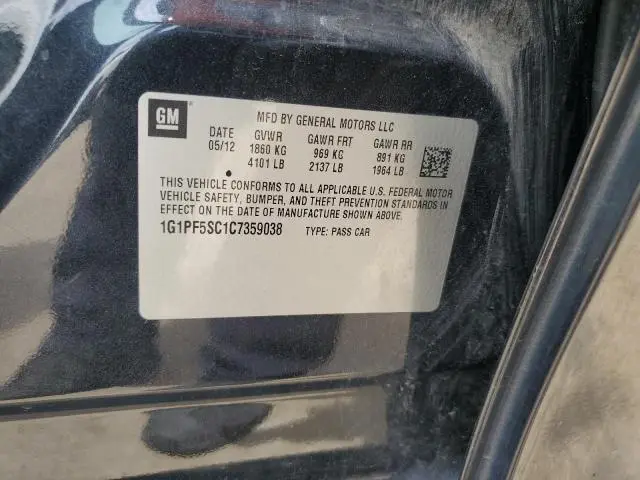 GM
MFD BY GENERAL MOTORS LLC
DATE GVWR GAWR FRT GAWR RR
05/12 1860 KG 969 KG 891 KG
4101 LB 2137 LB 1964 LB
THIS VEHICLE CONFORMS TO ALL APPLICABLE U.S. FEDERAL MOTOR
VEHICLE SAFETY, BUMPER, AND THEFT PREVENTION STANDARDS IN
EFFECT ON THE DATE OF MANUFACTURE SHOWN ABOVE.
1G1PF5SC1C7359038 TYPE: PASS CAR